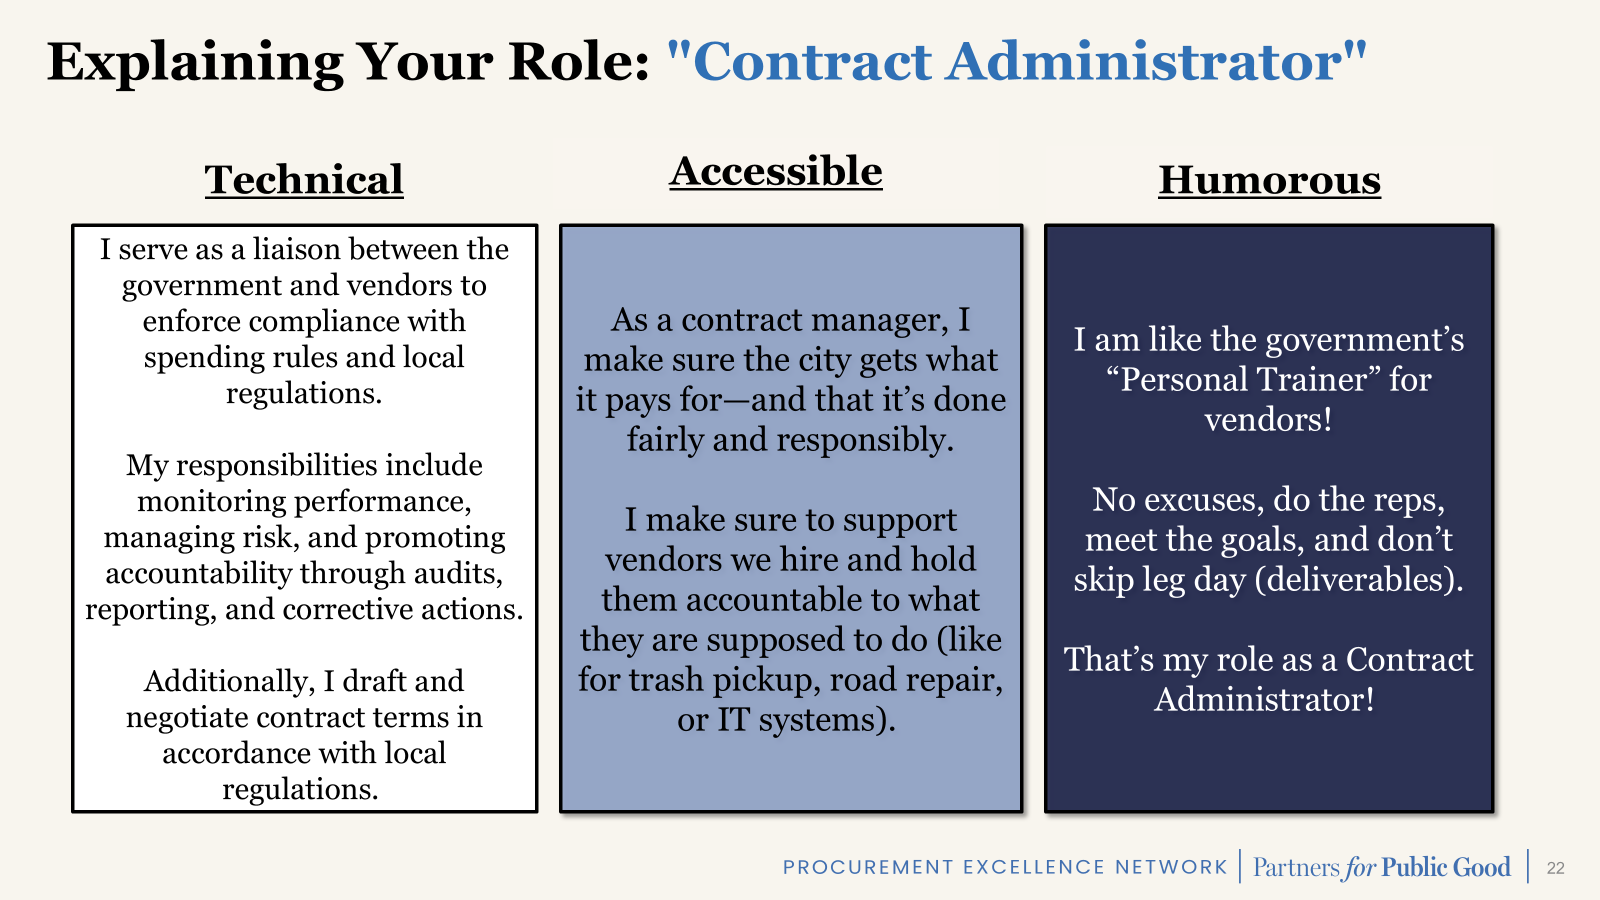 Explaining Your Role: "Contract Administrator"
Technical
I serve as a liaison between the
government and vendors to
enforce compliance with
spending rules and local
regulations.
My responsibilities include
monitoring performance,
managing risk, and promoting
accountability through audits,
reporting, and corrective actions.
Additionally, I draft and
negotiate contract terms in
accordance with local
regulations.
Accessible
As a contract manager, I
make sure the city gets what
it pays for—and that it’s done
fairly and responsibly.
I make sure to support
vendors we hire and hold
them accountable to what
they are supposed to do (like
for trash pickup, road repair,
or IT systems).
Humorous
I am like the government’s
“Personal Trainer” for
vendors!
No excuses, do the reps,
meet the goals, and don’t
skip leg day (deliverables).
That’s my role as a Contract
Administrator!
PROCUREMENT EXCELLENCE NETWORK | Partners for Public Good | 22